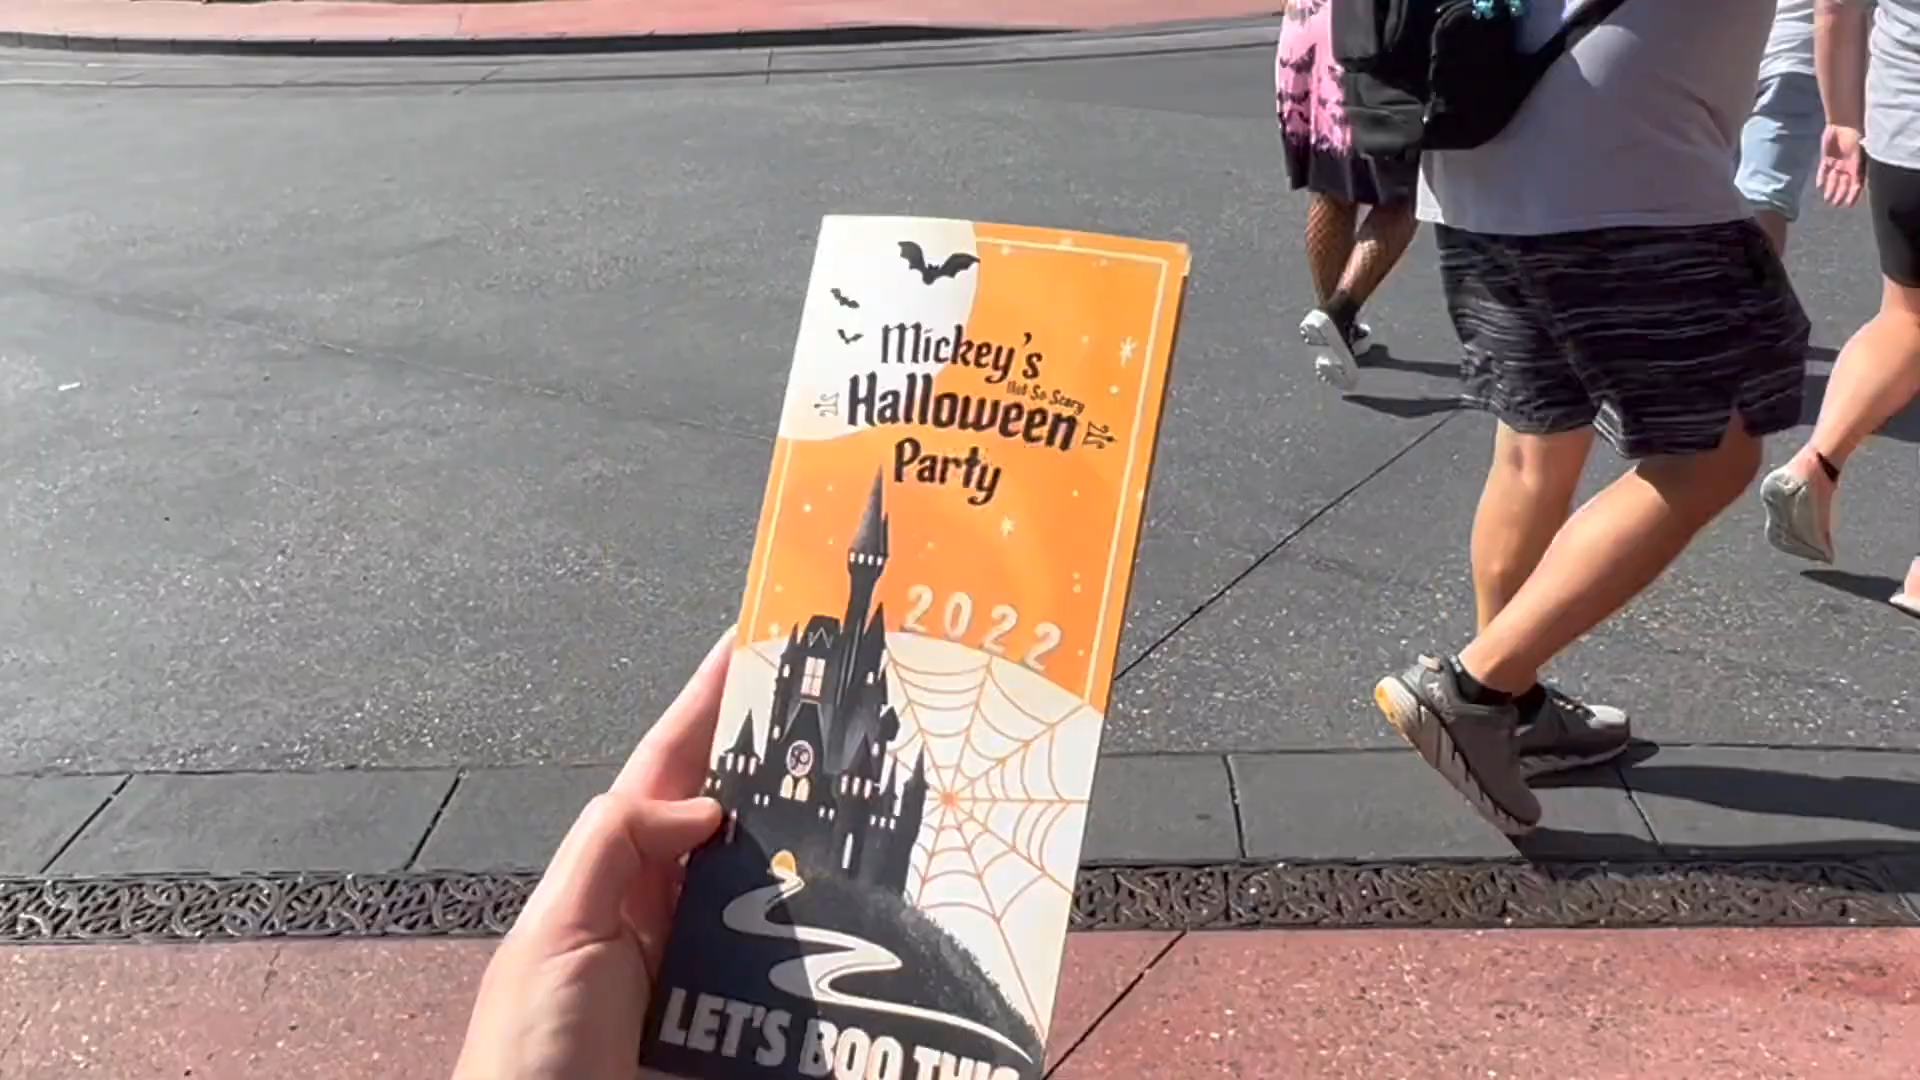 Mickey's
Not So Scary
Halloween
Party
2022
LET'S BOO THIS